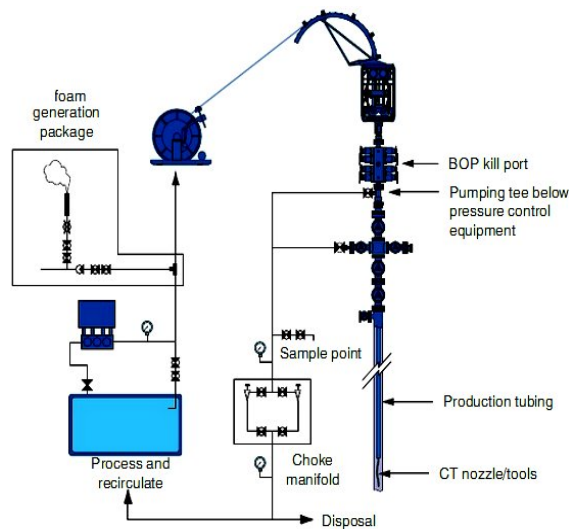 foam
generation
package
BOP kill port
Pumping tee below
pressure control
equipment
Sample point
Production tubing
Choke
manifold
Process and
recirculate
CT nozzle/tools
Disposal